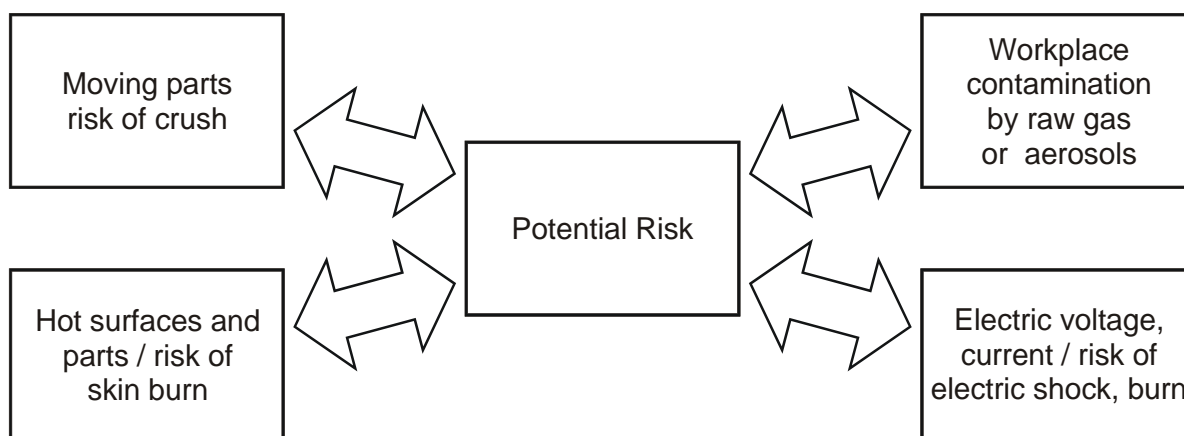 Moving parts
risk of crush
Workplace
contamination
by raw gas
or aerosols
Potential Risk
Hot surfaces and
parts / risk of
skin burn
Electric voltage,
current / risk of
electric shock, burn